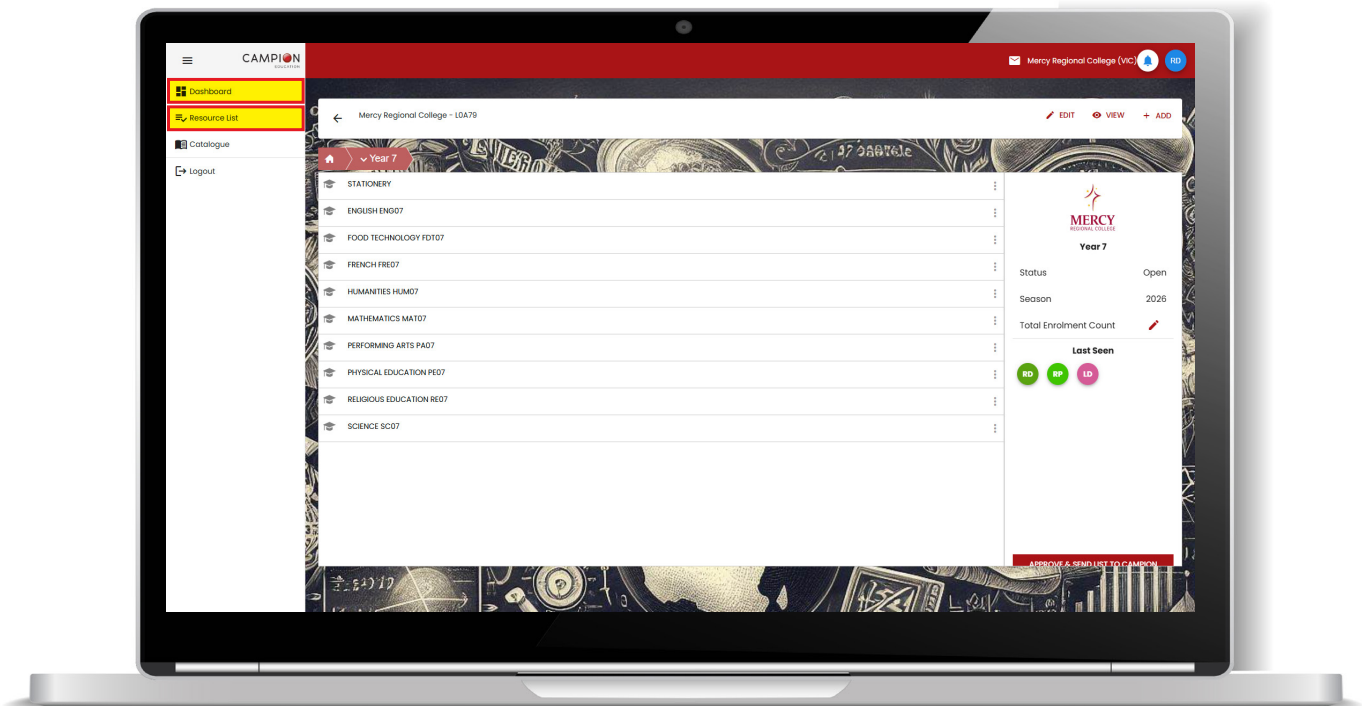 CAMPION
EDUCATION
Mercy Regional College (VIC)
RD
Dashboard
Resource List
Catalogue
Logout
Mercy Regional College - L0A79
EDIT
VIEW
+ ADD
Year 7
STATIONERY
ENGLISH ENG07
FOOD TECHNOLOGY FDT07
FRENCH FRE07
HUMANITIES HUM07
MATHEMATICS MAT07
PERFORMING ARTS PA07
PHYSICAL EDUCATION PE07
RELIGIOUS EDUCATION RE07
SCIENCE SC07
MERCY
REGIONAL COLLEGE
Year 7
Status Open
Season 2026
Total Enrolment Count
Last Seen
RD RP LD
APPROVE & SEND LIST TO CAMPION